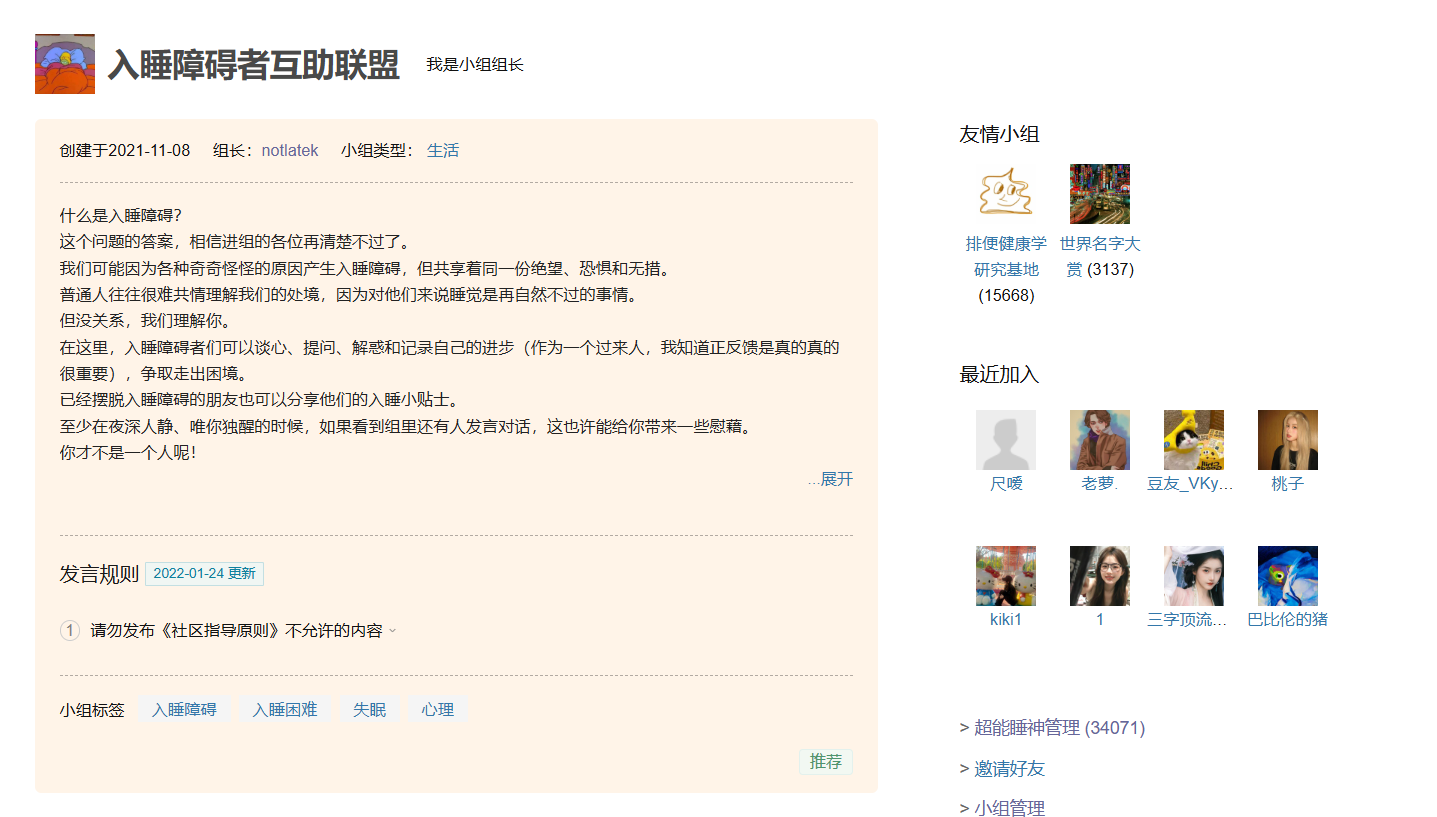 入睡障碍者互助联盟 我是小组组长
创建于2021-11-08 组长：notlatek 小组类型： 生活
什么是入睡障碍？
这个问题的答案，相信进组的各位再清楚不过了。
我们可能因为各种奇奇怪怪的原因产生入睡障碍，但共享着同一份绝望、恐惧和无措。
普通人往往很难共情理解我们的处境，因为对他们来说睡觉是再自然不过的事情。
但没关系，我们理解你。
在这里，入睡障碍者们可以谈心、提问、解惑和记录自己的进步（作为一个过来人，我知道正反馈是真的真的
很重要），争取走出困境。
已经摆脱入睡障碍的朋友也可以分享他们的入睡小贴士。
至少在夜深人静、唯你独醒的时候，如果看到组里还有人发言对话，这也许能给你带来一些慰藉。
你才不是一个人呢！
...展开
发言规则 2022-01-24 更新
1 请勿发布《社区指导原则》不允许的内容
小组标签 入睡障碍 入睡困难 失眠 心理
推荐
友情小组
排便健康学
研究基地
(15668)
世界名字大
赏 (3137)
最近加入
尺嗳 老萝. 豆友_VKy... 桃子
kiki1 1 三字顶流... 巴比伦的猪
> 超能睡神管理 (34071)
> 邀请好友
> 小组管理